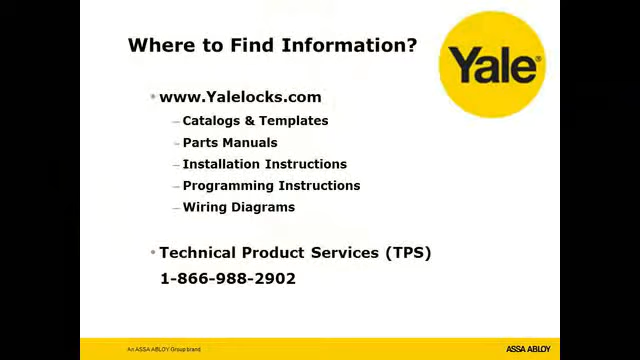 Where to Find Information?
Yale®
• www.Yalelocks.com
– Catalogs & Templates
– Parts Manuals
– Installation Instructions
– Programming Instructions
– Wiring Diagrams
• Technical Product Services (TPS)
1-866-988-2902
An ASSA ABLOY Group brand
ASSA ABLOY